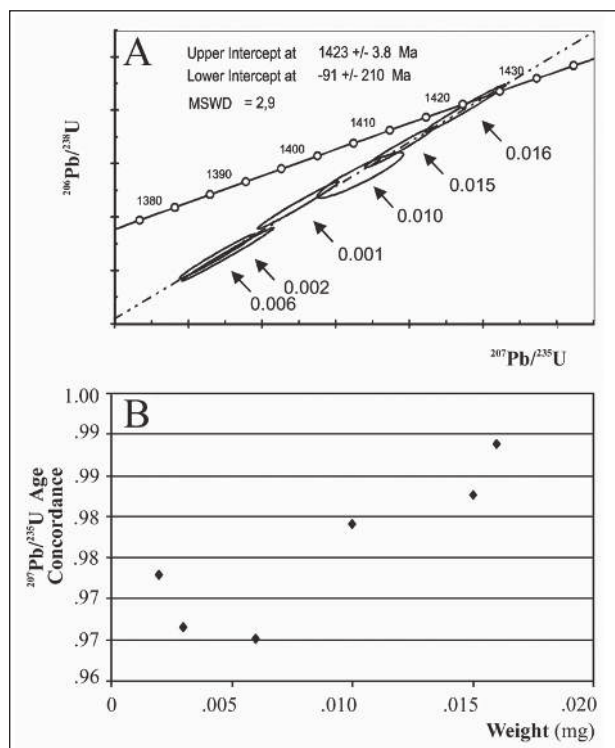 A
Upper Intercept at 1423 +/- 3.8 Ma
Lower Intercept at -91 +/- 210 Ma
MSWD = 2,9
1380
1390
1400
1410
1420
1430
0.016
0.015
0.010
0.001
0.002
0.006
²⁰⁶Pb/²³⁸U
²⁰⁷Pb/²³⁵U
B
1.00
.99
.99
.98
.98
.97
.97
.96
²⁰⁷Pb/²³⁵U Age
Concordance
0
.005
.010
.015
.020
Weight (mg)